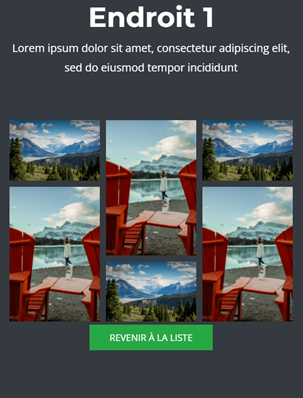 Endroit 1
Lorem ipsum dolor sit amet, consectetur adipiscing elit,
sed do eiusmod tempor incididunt
REVENIR À LA LISTE